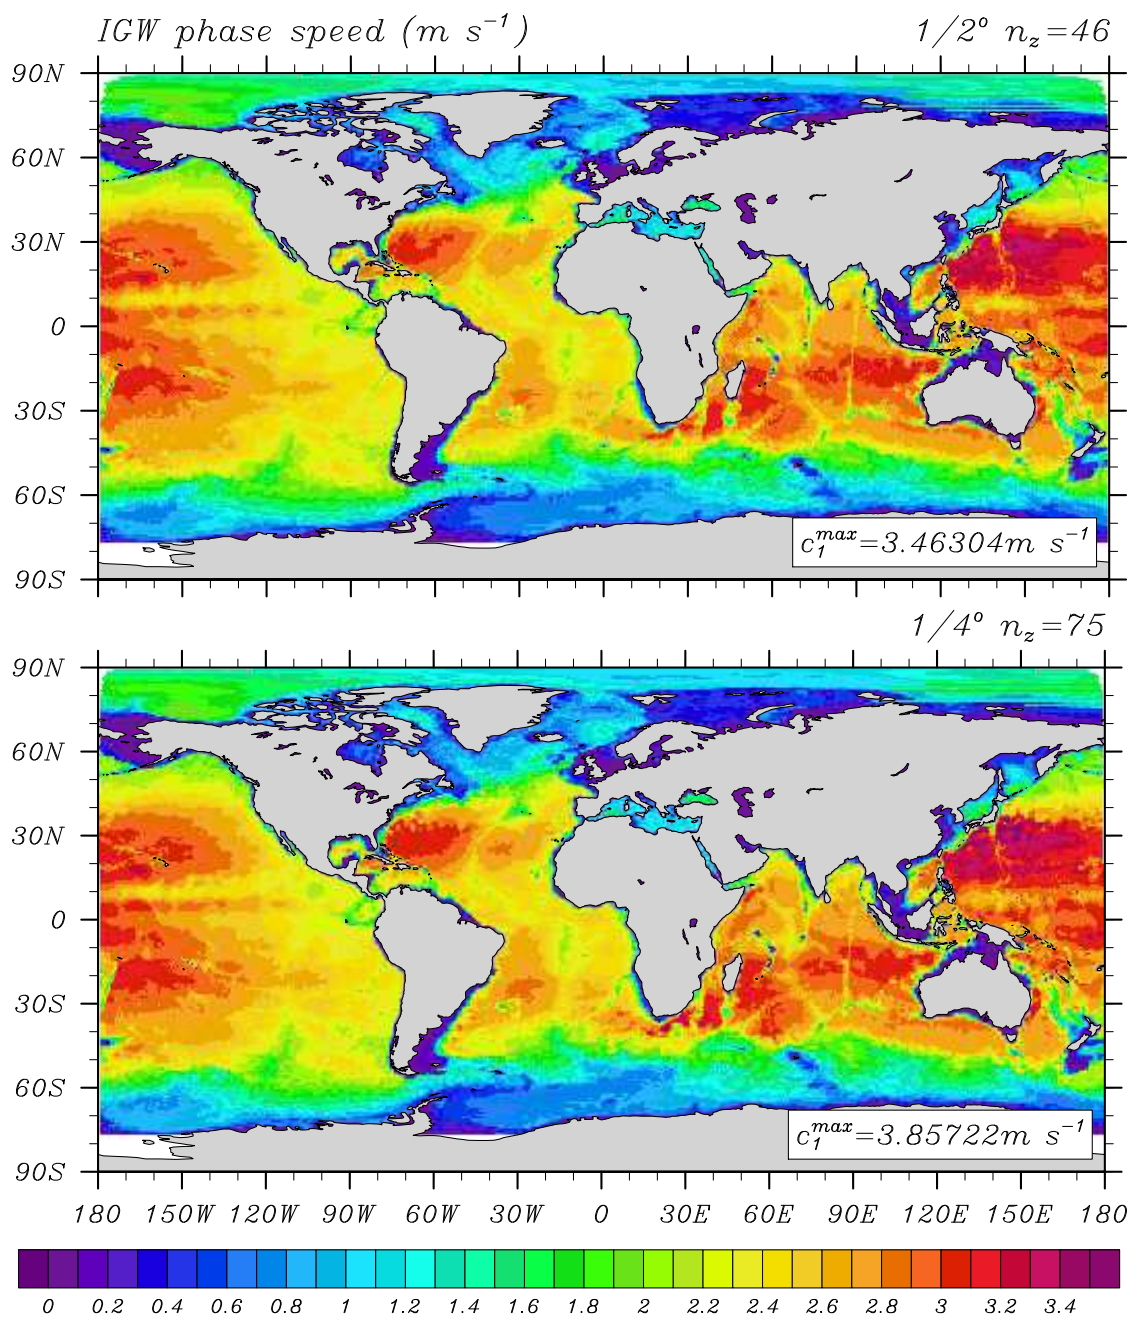 IGW phase speed (m s⁻¹) 1/2° n_z=46
90N
60N
30N
0
30S
60S
90S
c₁ᵐᵃˣ=3.46304m s⁻¹
1/4° n_z=75
90N
60N
30N
0
30S
60S
90S
c₁ᵐᵃˣ=3.85722m s⁻¹
180 150W 120W 90W 60W 30W 0 30E 60E 90E 120E 150E 180
0 0.2 0.4 0.6 0.8 1 1.2 1.4 1.6 1.8 2 2.2 2.4 2.6 2.8 3 3.2 3.4